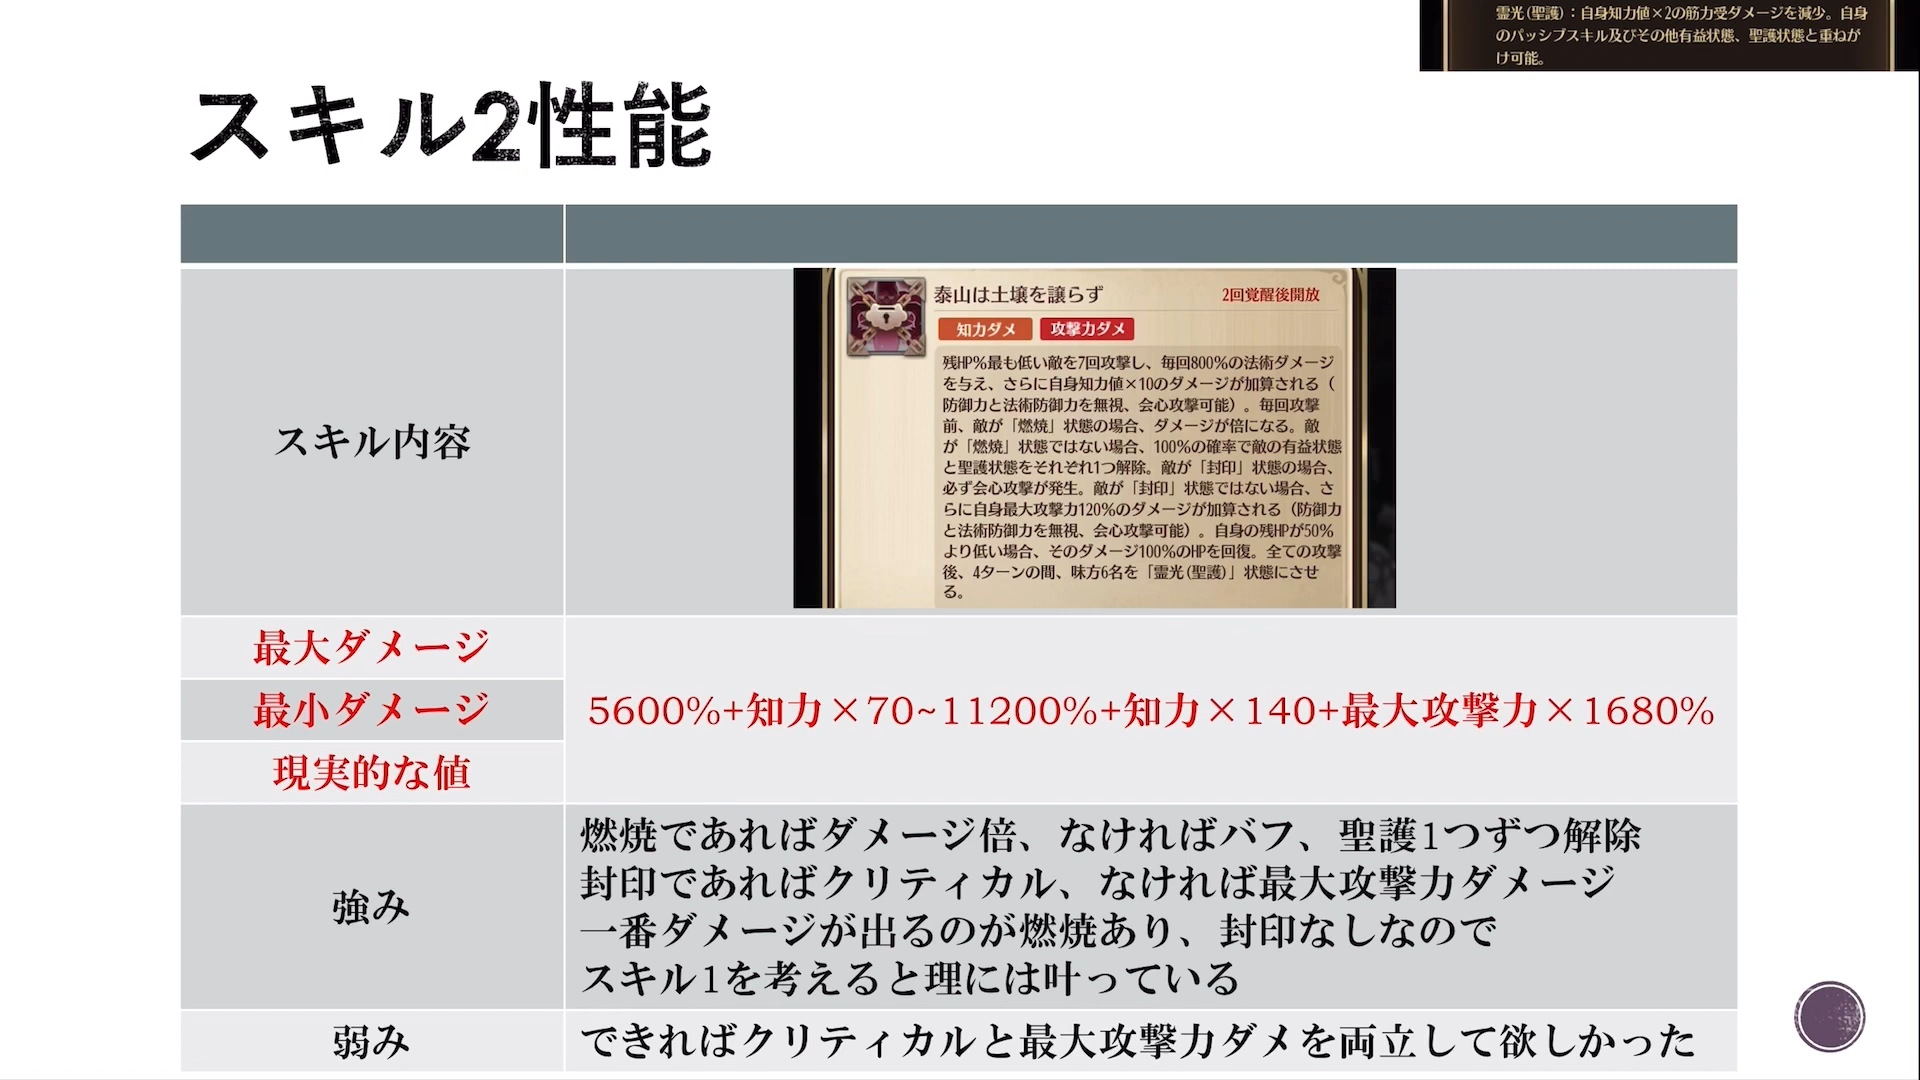 霊光(聖護)：自身知力値×2の筋力受ダメージを減少。自身
のパッシブスキル及びその他有益状態、聖護状態と重ねが
け可能。
スキル2性能
スキル内容
泰山は土壌を譲らず
2回覚醒後開放
知力ダメ
攻撃力ダメ
残HP%最も低い敵を7回攻撃し、毎回800%の法術ダメージ
を与え、さらに自身知力値×10のダメージが加算される（
防御力と法術防御力を無視、会心攻撃可能）。毎回攻撃
前、敵が「燃焼」状態の場合、ダメージが倍になる。敵
が「燃焼」状態ではない場合、100%の確率で敵の有益状態
と聖護状態をそれぞれ1つ解除。敵が「封印」状態の場合、
必ず会心攻撃が発生。敵が「封印」状態ではない場合、さ
らに自身最大攻撃力120%のダメージが加算される（防御力
と法術防御力を無視、会心攻撃可能）。自身の残HPが50%
より低い場合、そのダメージ100%のHPを回復。全ての攻撃
後、4ターンの間、味方6名を「霊光(聖護)」状態にさせ
る。
最大ダメージ
最小ダメージ
現実的な値
5600%+知力×70~11200%+知力×140+最大攻撃力×1680%
強み
燃焼であればダメージ倍、なければバフ、聖護1つずつ解除
封印であればクリティカル、なければ最大攻撃力ダメージ
一番ダメージが出るのが燃焼あり、封印なしなので
スキル1を考えると理には叶っている
弱み
できればクリティカルと最大攻撃力ダメを両立して欲しかった